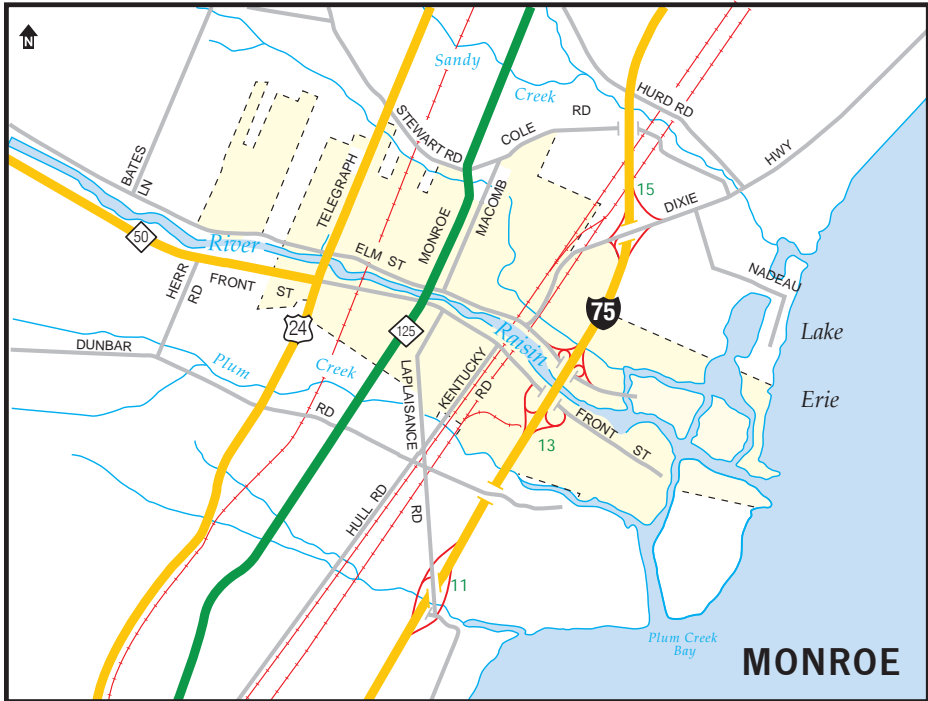 N
Sandy
Creek
HURD RD
STEWART RD
COLE
RD
HWY
BATES
LN
TELEGRAPH
MACOMB
MONROE
15
DIXIE
50
River
ELM ST
HERR
RD
FRONT
ST
NADEAU
75
24
125
Raisin
Lake
DUNBAR
Plum
Creek
RD
LAPLAISANCE
RD
KENTUCKY
RD
Erie
FRONT
ST
13
HULL RD
11
Plum Creek
Bay
MONROE